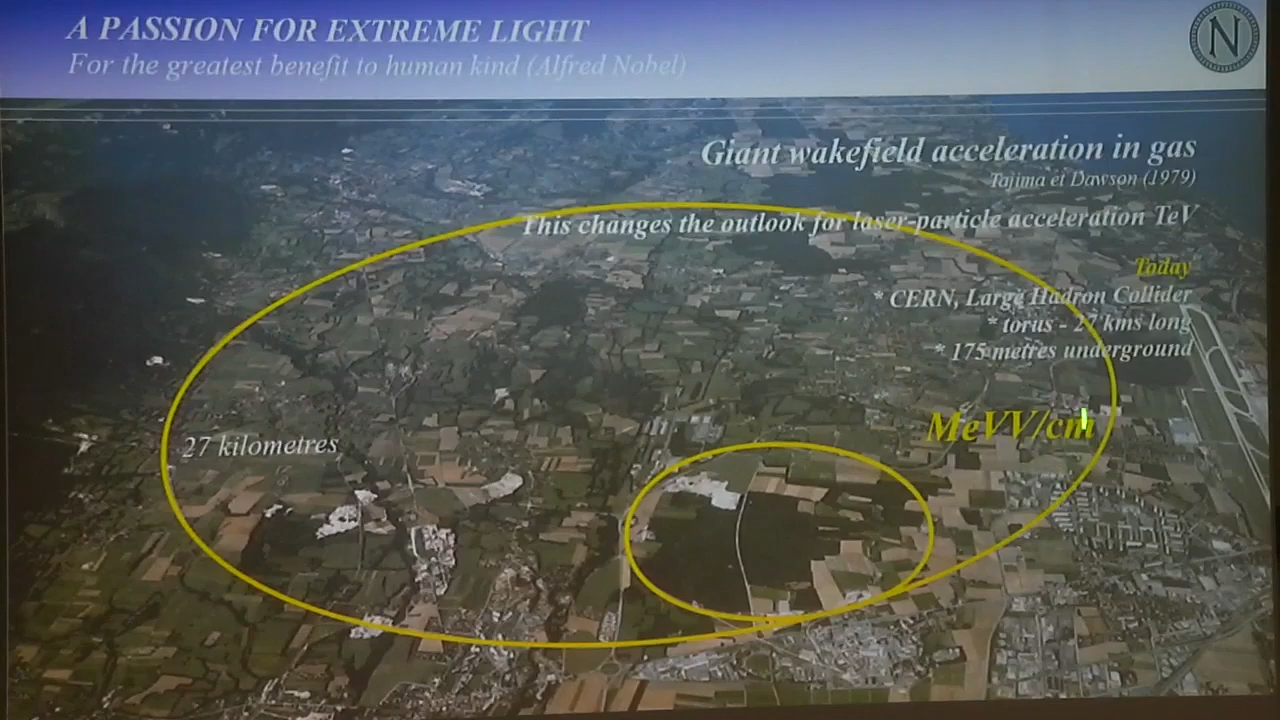 A PASSION FOR EXTREME LIGHT
For the greatest benefit to human kind (Alfred Nobel)
N
Giant wakefield acceleration in gas
Tajima et Dawson (1979)
This changes the outlook for laser-particle acceleration TeV
Today
* CERN, Large Hadron Collider
* torus - 27 kms long
* 175 metres underground
MeVV/cm
27 kilometres